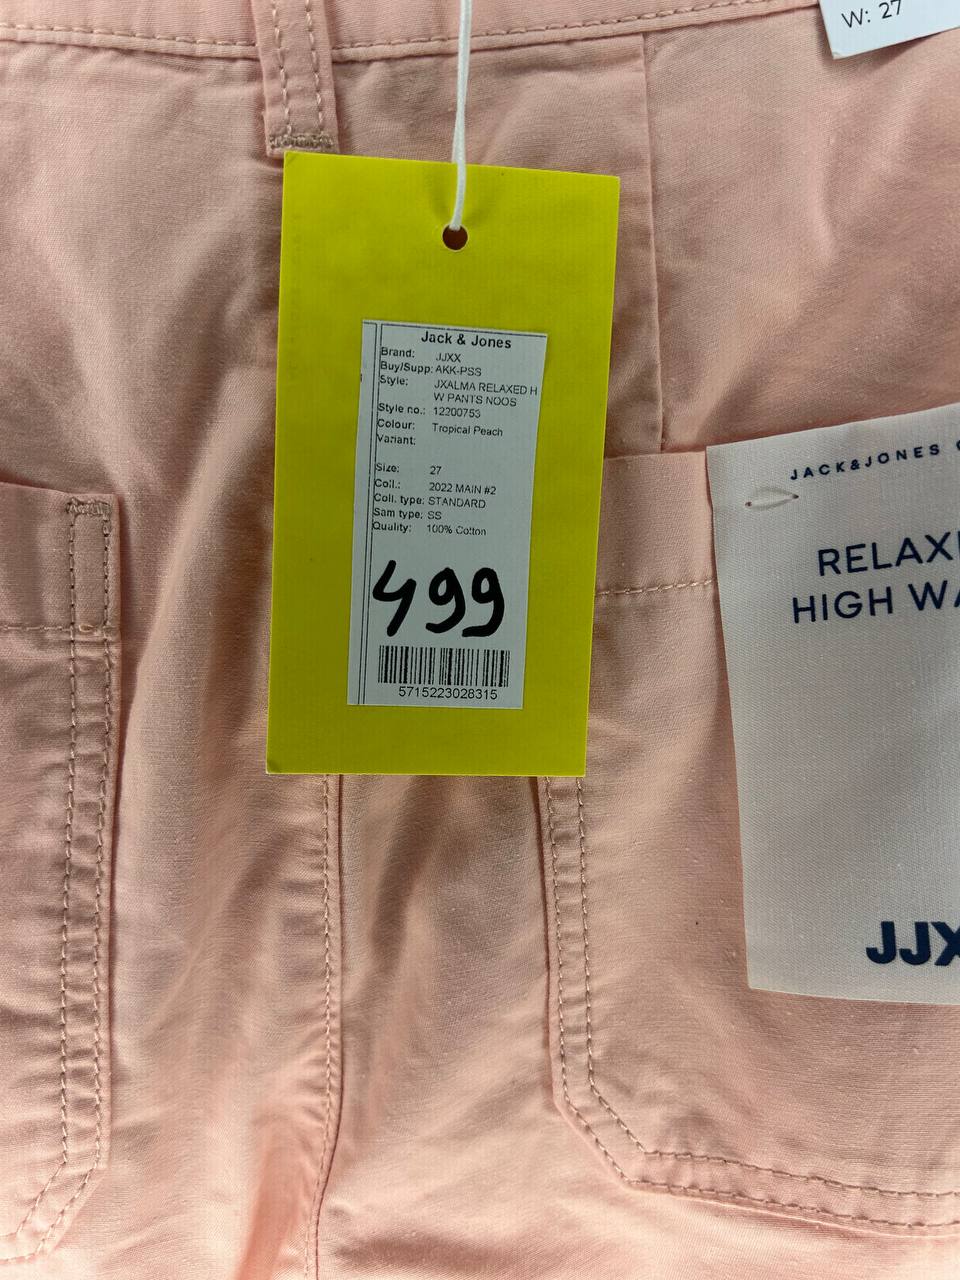 W: 27
Jack & Jones
Brand: JJXX
Buy/Supp: AKK-PSS
Style: JXALMA RELAXED H
W PANTS NOOS
Style no.: 12200753
Colour: Tropical Peach
Variant:
Size: 27
Coll.: 2022 MAIN #2
Coll. type: STANDARD
Sam type: SS
Quality: 100% Cotton
499
5715223028315
JACK&JONES
RELAX
HIGH WA
JJX